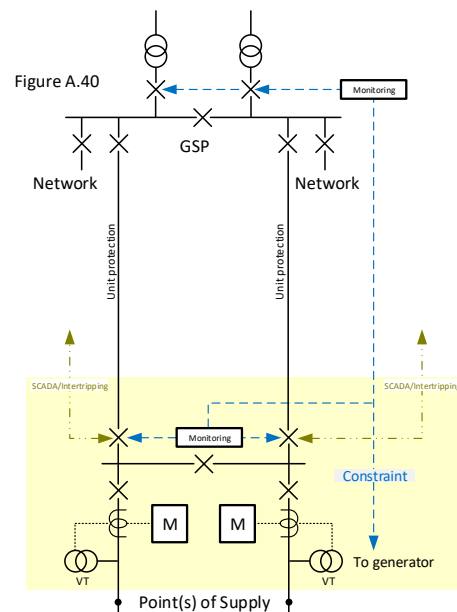 Figure A.40
Monitoring
GSP
Network
Network
Unit protection
Unit protection
SCADA/Intertripping
SCADA/Intertripping
Monitoring
Constraint
M
M
To generator
VT
VT
Point(s) of Supply